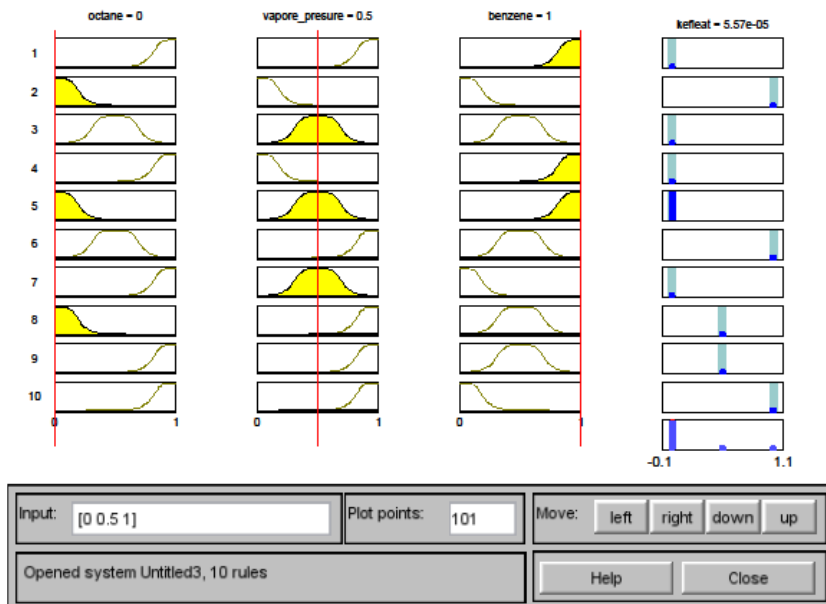 octane = 0 vapore_presure = 0.5 benzene = 1 kefleat = 5.57e-05
1
2
3
4
5
6
7
8
9
10
0 1 0 1 0 1
-0.1 1.1
Input: [0 0.5 1] Plot points: 101 Move: left right down up
Opened system Untitled3, 10 rules Help Close